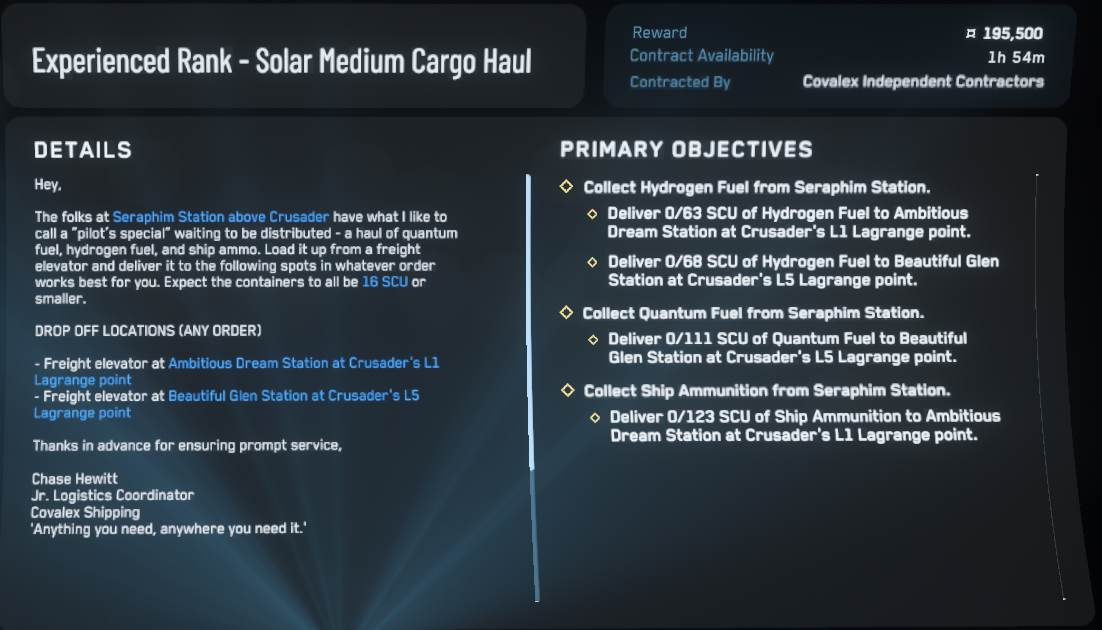 Experienced Rank - Solar Medium Cargo Haul
Reward
¤ 195,500
Contract Availability
1h 54m
Contracted By
Covalex Independent Contractors
DETAILS
Hey,
The folks at Seraphim Station above Crusader have what I like to
call a "pilot's special" waiting to be distributed - a haul of quantum
fuel, hydrogen fuel, and ship ammo. Load it up from a freight
elevator and deliver it to the following spots in whatever order
works best for you. Expect the containers to all be 16 SCU or
smaller.
DROP OFF LOCATIONS (ANY ORDER)
- Freight elevator at Ambitious Dream Station at Crusader's L1
Lagrange point
- Freight elevator at Beautiful Glen Station at Crusader's L5
Lagrange point
Thanks in advance for ensuring prompt service,
Chase Hewitt
Jr. Logistics Coordinator
Covalex Shipping
'Anything you need, anywhere you need it.'
PRIMARY OBJECTIVES
Collect Hydrogen Fuel from Seraphim Station.
Deliver 0/63 SCU of Hydrogen Fuel to Ambitious
Dream Station at Crusader's L1 Lagrange point.
Deliver 0/68 SCU of Hydrogen Fuel to Beautiful Glen
Station at Crusader's L5 Lagrange point.
Collect Quantum Fuel from Seraphim Station.
Deliver 0/111 SCU of Quantum Fuel to Beautiful
Glen Station at Crusader's L5 Lagrange point.
Collect Ship Ammunition from Seraphim Station.
Deliver 0/123 SCU of Ship Ammunition to Ambitious
Dream Station at Crusader's L1 Lagrange point.